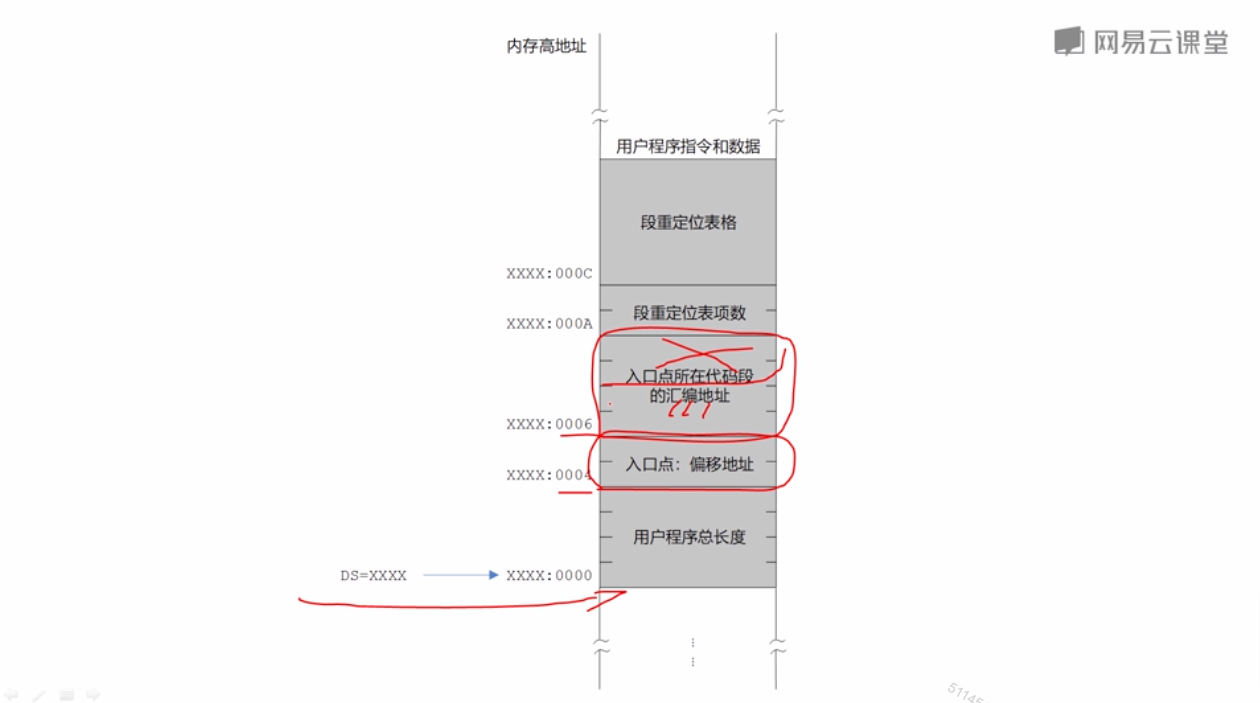 网易云课堂
内存高地址
用户程序指令和数据
段重定位表格
XXXX:000C
段重定位表项数
XXXX:000A
入口点所在代码段
的汇编地址
XXXX:0006
入口点：偏移地址
XXXX:0004
用户程序总长度
DS=XXXX
XXXX:0000
51145